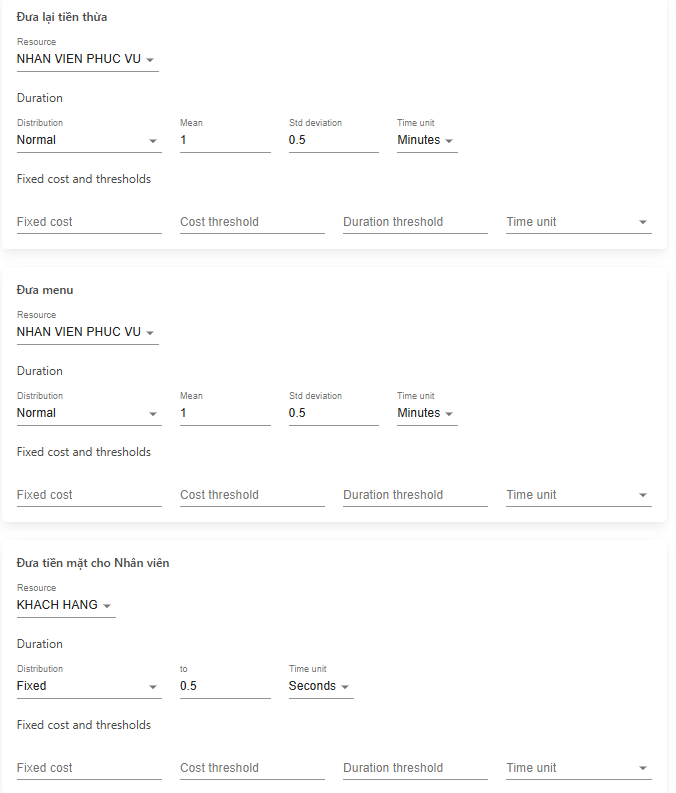 Đưa lại tiền thừa
Resource
NHAN VIEN PHUC VU
Duration
Distribution Mean Std deviation Time unit
Normal 1 0.5 Minutes
Fixed cost and thresholds
Fixed cost Cost threshold Duration threshold Time unit
Đưa menu
Resource
NHAN VIEN PHUC VU
Duration
Distribution Mean Std deviation Time unit
Normal 1 0.5 Minutes
Fixed cost and thresholds
Fixed cost Cost threshold Duration threshold Time unit
Đưa tiền mặt cho Nhân viên
Resource
KHACH HANG
Duration
Distribution to Time unit
Fixed 0.5 Seconds
Fixed cost and thresholds
Fixed cost Cost threshold Duration threshold Time unit